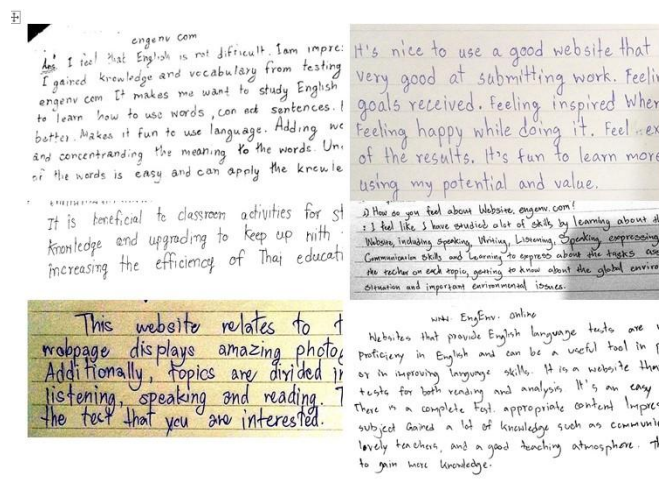 engenv com
Ans. I feel that English is not difficult. I am impre
I gained knowledge and vocabulary from testing
engenv com It makes me want to study English
to learn how to use words, con nect sentences.
better. Makes it fun to use language. Adding
and concentranding the meaning to the words.
of the words is easy and can apply the
It is beneficial to classroom activities for st
knowledge and upgrading to keep up with
increasing the efficiency of Thai educati
This website relates to t
webpage displays amazing photog
Additionally, topics are divided in
listening, speaking and reading. T
the test that you are interested.
It's nice to use a good website that
very good at submitting work. Feelin
goals received. Feeling inspired When
Feeling happy while doing it. Feel ex
of the results. It's fun to learn more
using my potential and value.
How do you feel about Website, engenv.com?
: I feel like I have studied alot of skills by learning about th
Website, including speaking, Writing, Listening, Speaking expressing
Communication skills and Learning to express about the tasks
the techer on each topic, getting to know about the global enviro
situation and important environmental issues.
www. EngEnv. online
Websites that provide English language tests are
Proficieny in English and can be a useful tool in
or in improving language skills. It is a website that
tests for both reading and analysis It's an easy
There is a complete test. appropriate content Impres
subject Gained a lot of knowledge such as communi
lovely teachers, and a good teaching atmosphere. Th
to gain more knowledge.